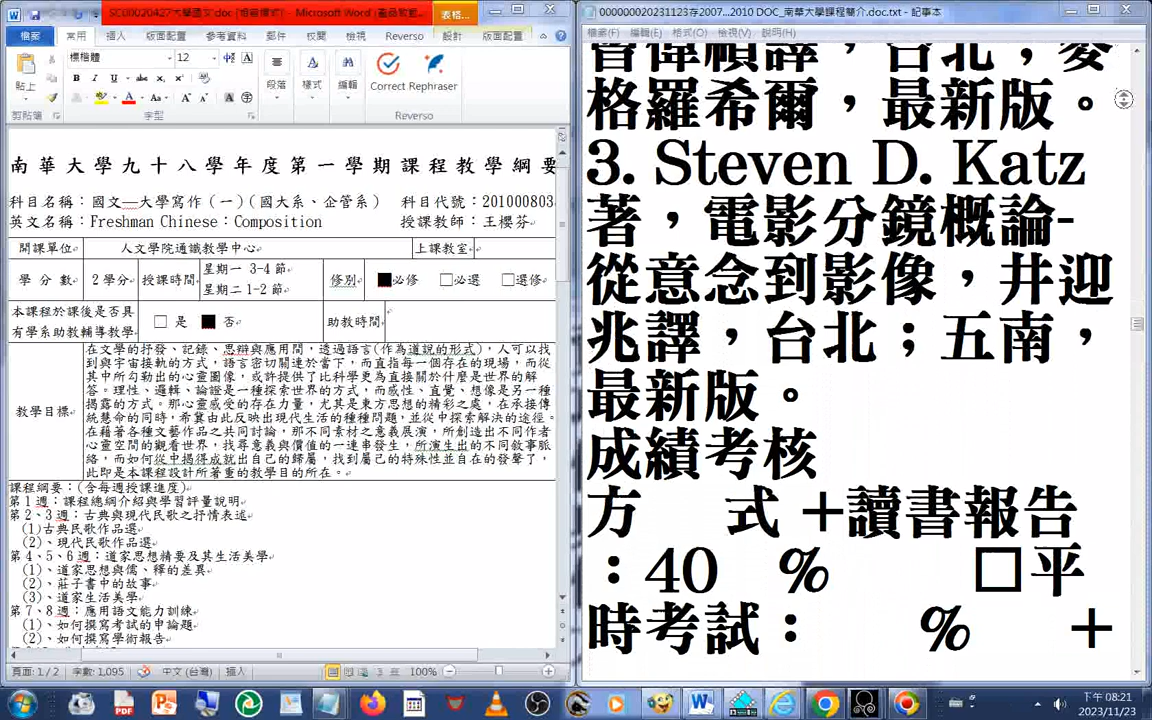 SC00020427大學國文.doc [相容模式] - Microsoft Word (產品啟動...
表格...
000000020231123存2007...2010 DOC_南華大學課程簡介.doc.txt - 記事本
檔案
常用
插入
版面配置
參考資料
郵件
校閱
檢視
Reverso
設計
版面配置
檔案(F) 編輯(E) 格式(O) 檢視(V) 說明(H)
標楷體
12
貼上
段落
樣式
編輯
Correct Rephraser
剪貼簿
字型
Reverso
南華大學九十八學年度第一學期課程教學綱要
科目名稱：國文—大學寫作(一)(國大系、企管系) 科目代號：201000803
英文名稱：Freshman Chinese：Composition 授課教師：王櫻芬
開課單位 人文學院通識教學中心 上課教室
學 分 數 2學分 授課時間 星期一 3-4 節
星期二 1-2 節
修別 ■必修 □必選 □選修
本課程於課後是否具
有學系助教輔導教學
□ 是 ■ 否 助教時間
教學目標
在文學的抒發、記錄、思辯與應用間，透過語言(作為道說的形式)，人可以找
到與宇宙接軌的方式，語言密切關連於當下，而直指每一個存在的現場，而從
其中所勾勒出的心靈圖像，或許提供了比科學更為直接關於什麼是世界的解
答。理性、邏輯、論證是一種探索世界的方式，而感性、直覺、想像是另一種
揭露的方式。那心靈感受的存在力量，尤其是東方思想的精彩之處，在承接傳
統慧命的同時，希冀由此反映出現代生活的種種問題，並從中探索解決的途徑。
在藉著各種文藝作品之共同討論，那不同素材之意義展演，所創造出不同作者
心靈空間的觀看世界，找尋意義與價值的一連串發生，所演生出的不同敘事脈
絡，而如何從中揭得成就出自己的歸屬，找到屬己的特殊性並自在的發聲了，
此即是本課程設計所著重的教學目的所在。
課程綱要：(含每週授課進度)
第 1 週：課程總綱介紹與學習評量說明
第 2、3 週：古典與現代民歌之抒情表述
(1)古典民歌作品選
(2)、現代民歌作品選
第 4、5、6 週：道家思想精要及其生活美學
(1)、道家思想與儒、釋的差異
(2)、莊子書中的故事
(3)、道家生活美學
第 7、8 週：應用語文能力訓練
(1)、如何撰寫考試的申論題
(2)、如何撰寫學術報告
頁面：1 / 2 字數：1,095 中文 (台灣) 插入 100%
曾偉禎譯，台北；麥
格羅希爾，最新版。
3. Steven D. Katz
著，電影分鏡概論-
從意念到影像，井迎
兆譯，台北；五南，
最新版。
成績考核
方 式 +讀書報告
：40 % □平
時考試： % +
下午 08:21
2023/11/23